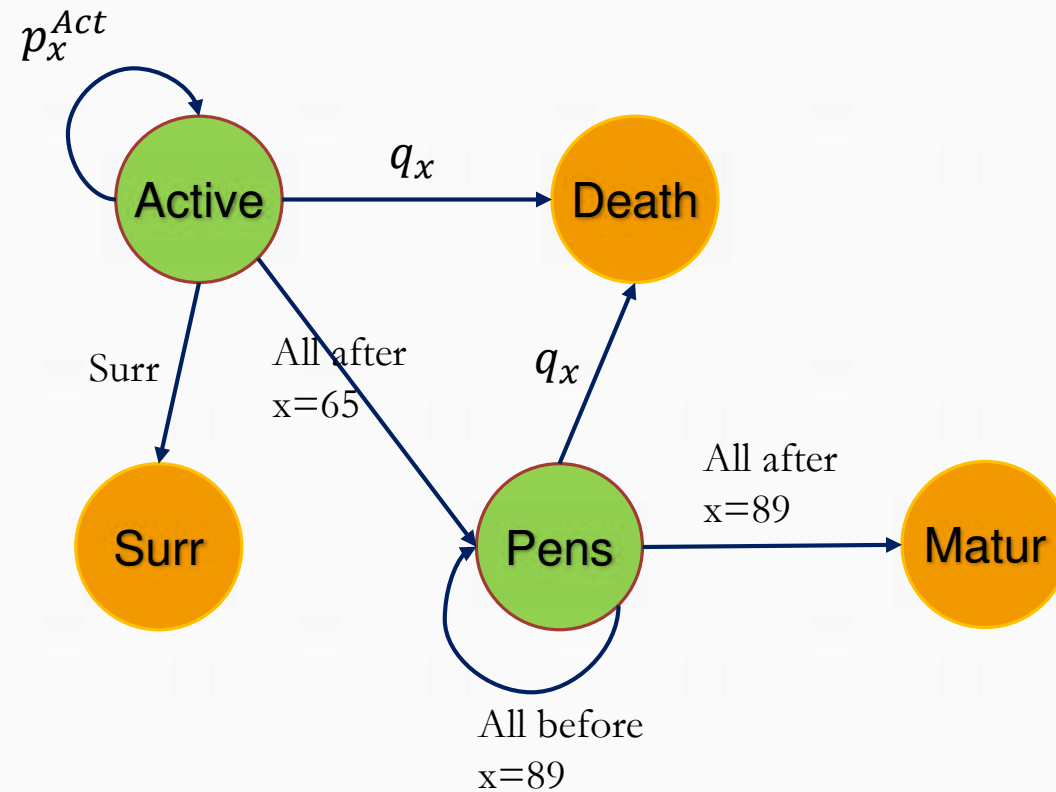 p_x^{Act}
Active
q_x
Death
Surr
All after
x=65
q_x
All after
x=89
Surr
Pens
Matur
All before
x=89